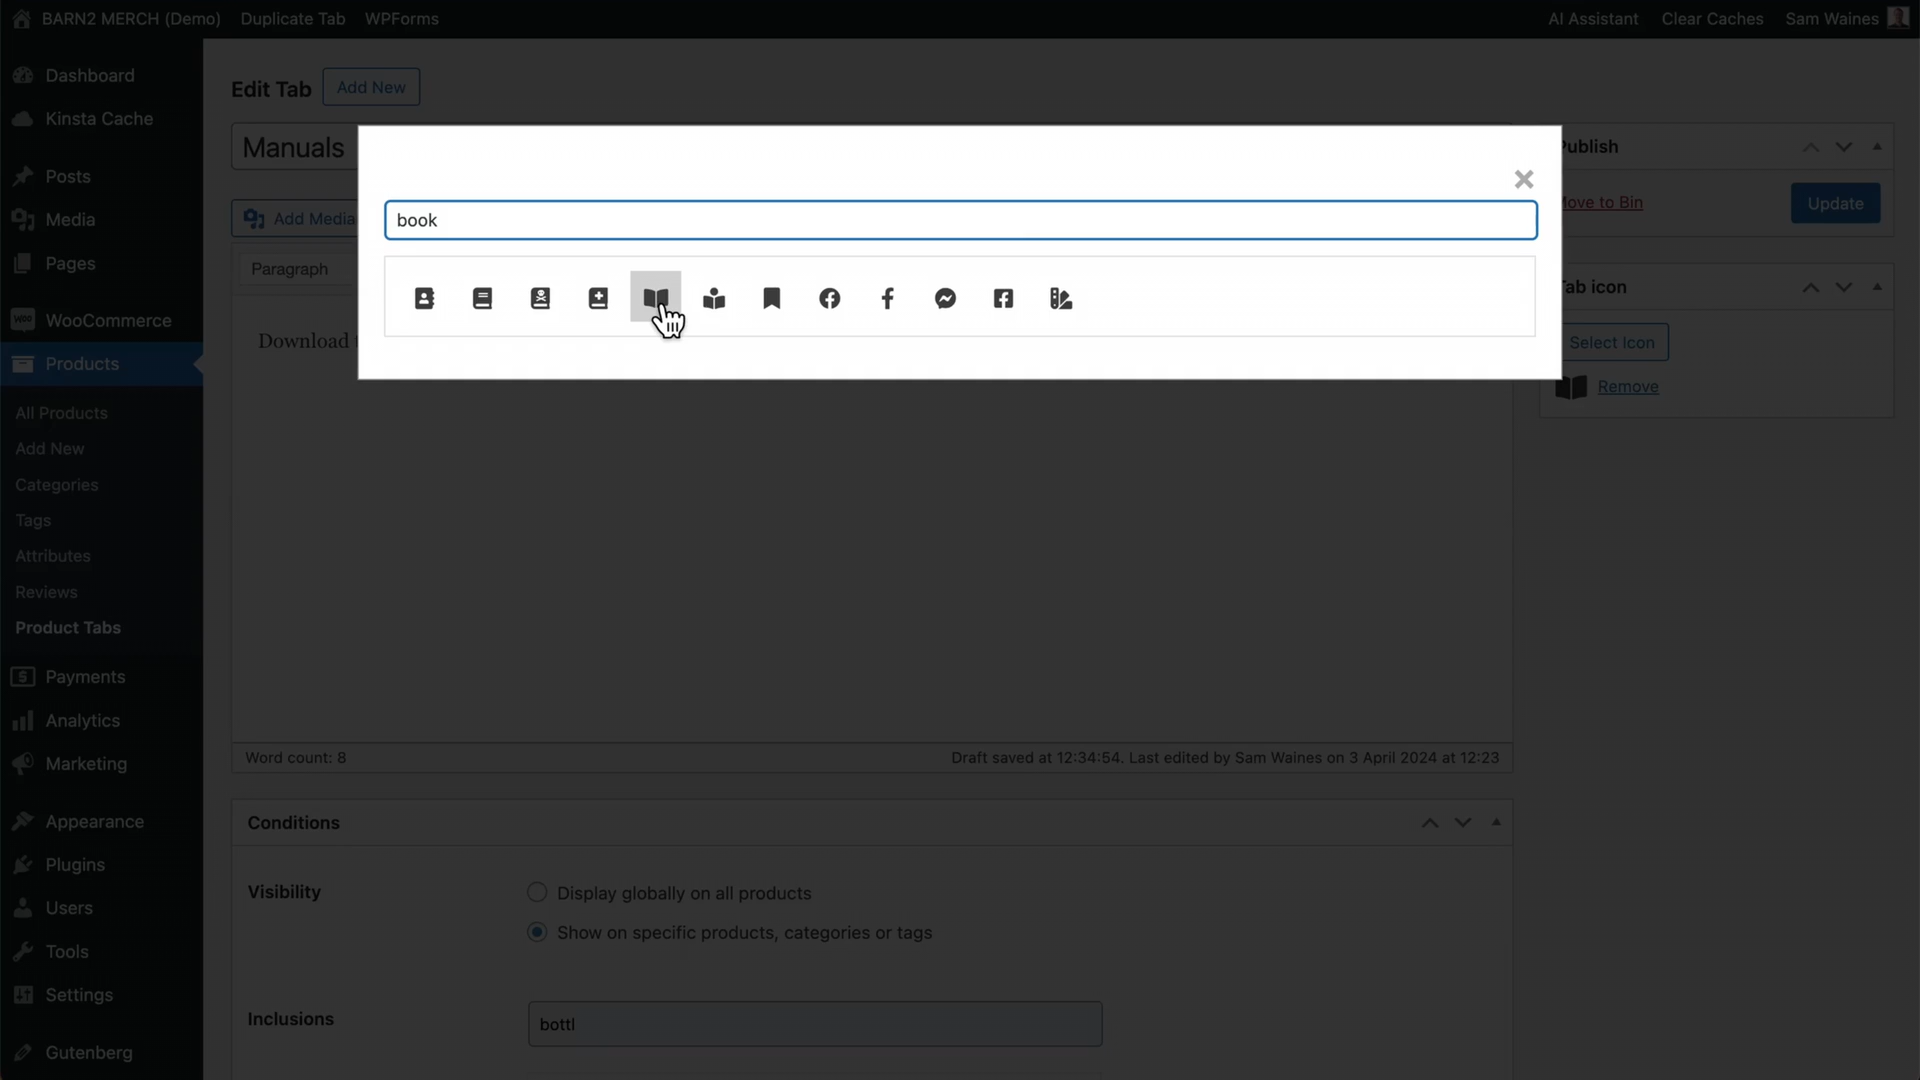 BARN2 MERCH (Demo) Duplicate Tab WPForms AI Assistant Clear Caches Sam Waines
Dashboard
Kinsta Cache
Posts
Media
Pages
WooCommerce
Products
All Products
Add New
Categories
Tags
Attributes
Reviews
Product Tabs
Payments
Analytics
Marketing
Appearance
Plugins
Users
Tools
Settings
Gutenberg
Edit Tab Add New
Manuals
Add Media
Paragraph
Download
book
Word count: 8 Draft saved at 12:34:54. Last edited by Sam Waines on 3 April 2024 at 12:23
Conditions
Visibility
Display globally on all products
Show on specific products, categories or tags
Inclusions
bottl
Publish
Move to Bin Update
Tab icon
Select Icon
Remove